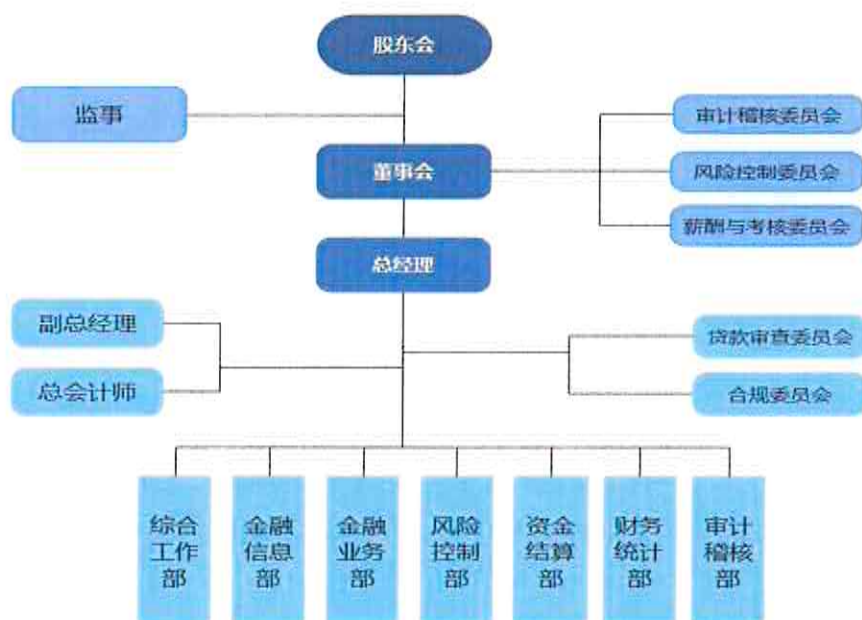 股东会
监事
审计稽核委员会
董事会
风险控制委员会
薪酬与考核委员会
总经理
副总经理
贷款审查委员会
总会计师
合规委员会
综合
工作
部
金融
信息
部
金融
业务
部
风险
控制
部
资金
结算
部
财务
统计
部
审计
稽核
部